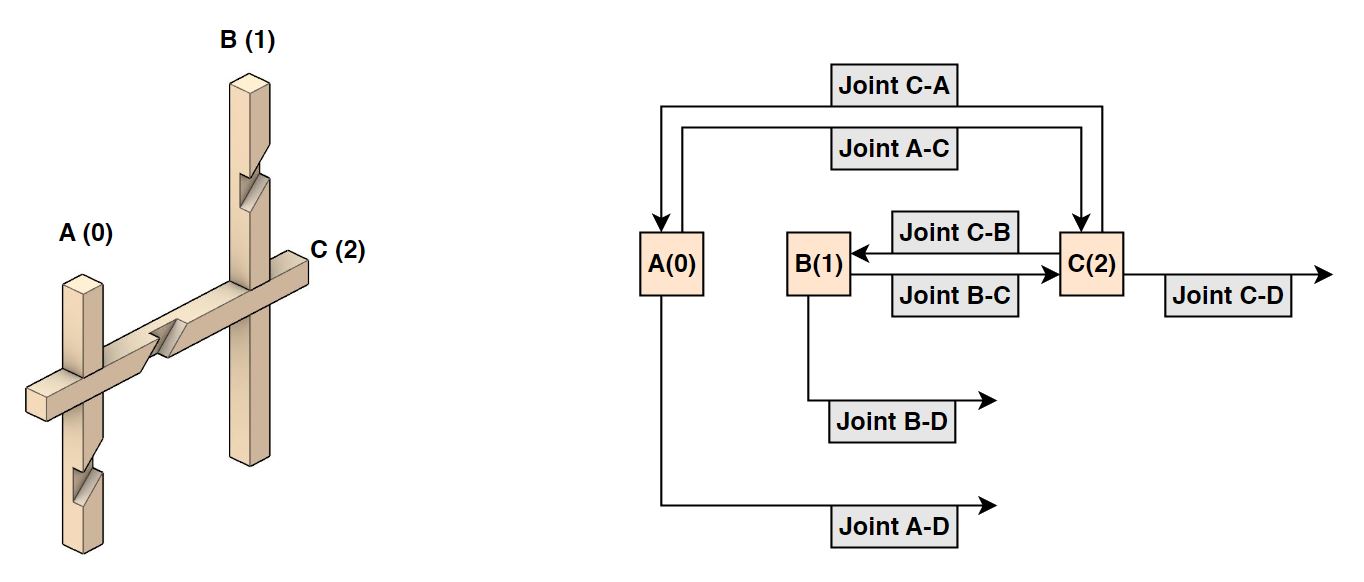 B (1)
A (0)
C (2)
Joint C-A
Joint A-C
Joint C-B
A(0)
B(1)
C(2)
Joint B-C
Joint C-D
Joint B-D
Joint A-D